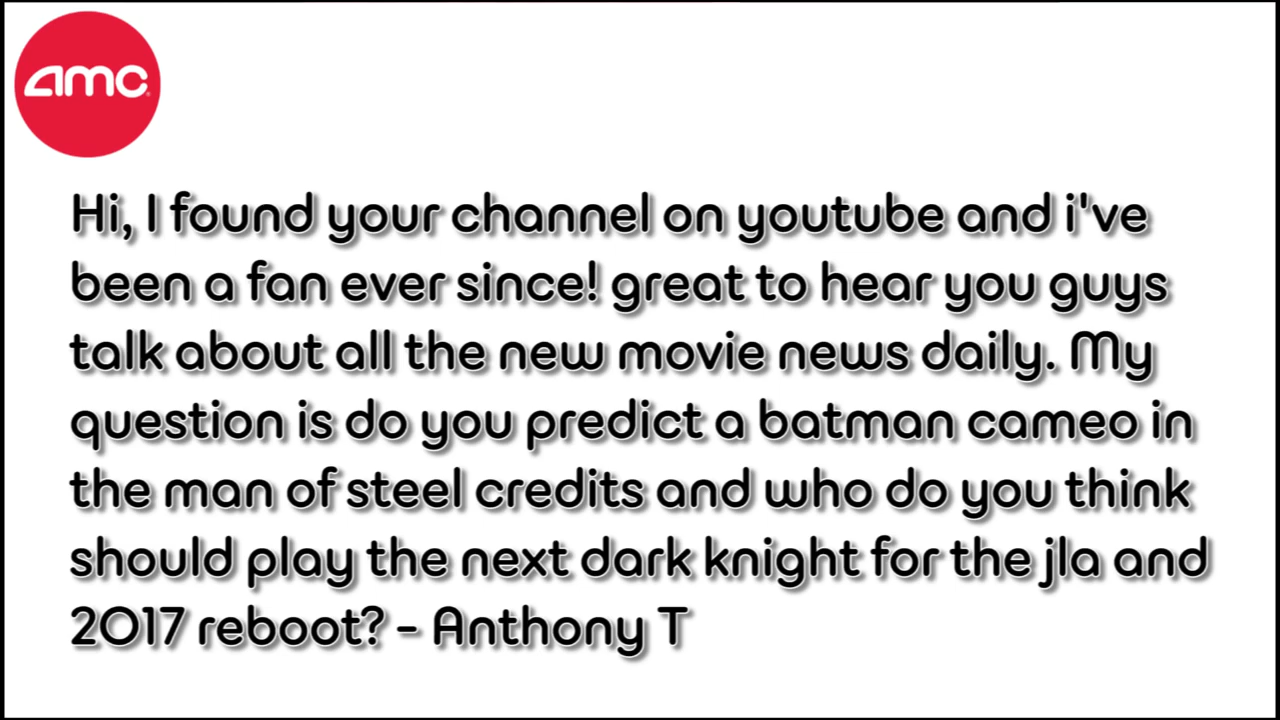 amc
Hi, I found your channel on youtube and i've
been a fan ever since! great to hear you guys
talk about all the new movie news daily. My
question is do you predict a batman cameo in
the man of steel credits and who do you think
should play the next dark knight for the jla and
2017 reboot? - Anthony T